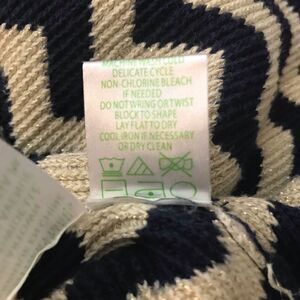 MACHINE WASH COLD
DELICATE CYCLE
NON-CHLORINE BLEACH
IF NEEDED
DO NOT WRING OR TWIST
BLOCK TO SHAPE
LAY FLAT TO DRY
COOL IRON IF NECESSARY
OR DRY CLEAN